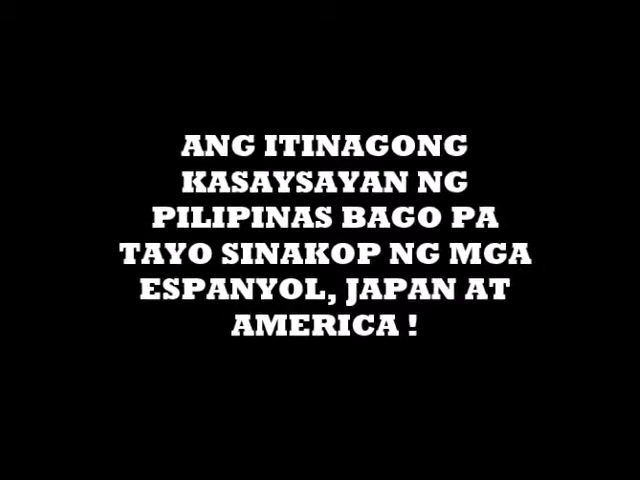 ANG ITINAGONG
KASAYSAYAN NG
PILIPINAS BAGO PA
TAYO SINAKOP NG MGA
ESPANYOL, JAPAN AT
AMERICA !